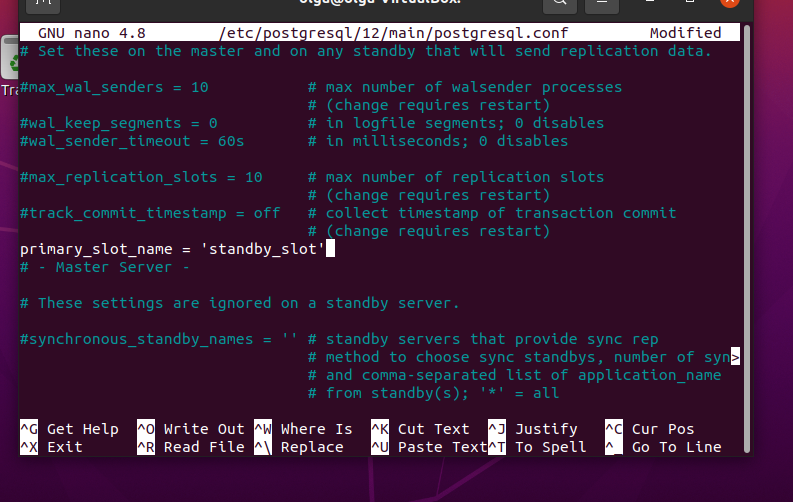 GNU nano 4.8 /etc/postgresql/12/main/postgresql.conf Modified
# Set these on the master and on any standby that will send replication data.
#max_wal_senders = 10 # max number of walsender processes
# (change requires restart)
#wal_keep_segments = 0 # in logfile segments; 0 disables
#wal_sender_timeout = 60s # in milliseconds; 0 disables
#max_replication_slots = 10 # max number of replication slots
# (change requires restart)
#track_commit_timestamp = off # collect timestamp of transaction commit
# (change requires restart)
primary_slot_name = 'standby_slot'
# - Master Server -
# These settings are ignored on a standby server.
#synchronous_standby_names = '' # standby servers that provide sync rep
# method to choose sync standbys, number of syn>
# and comma-separated list of application_name
# from standby(s); '*' = all
^G Get Help ^O Write Out ^W Where Is ^K Cut Text ^J Justify ^C Cur Pos
^X Exit ^R Read File ^\ Replace ^U Paste Text ^T To Spell ^_ Go To Line